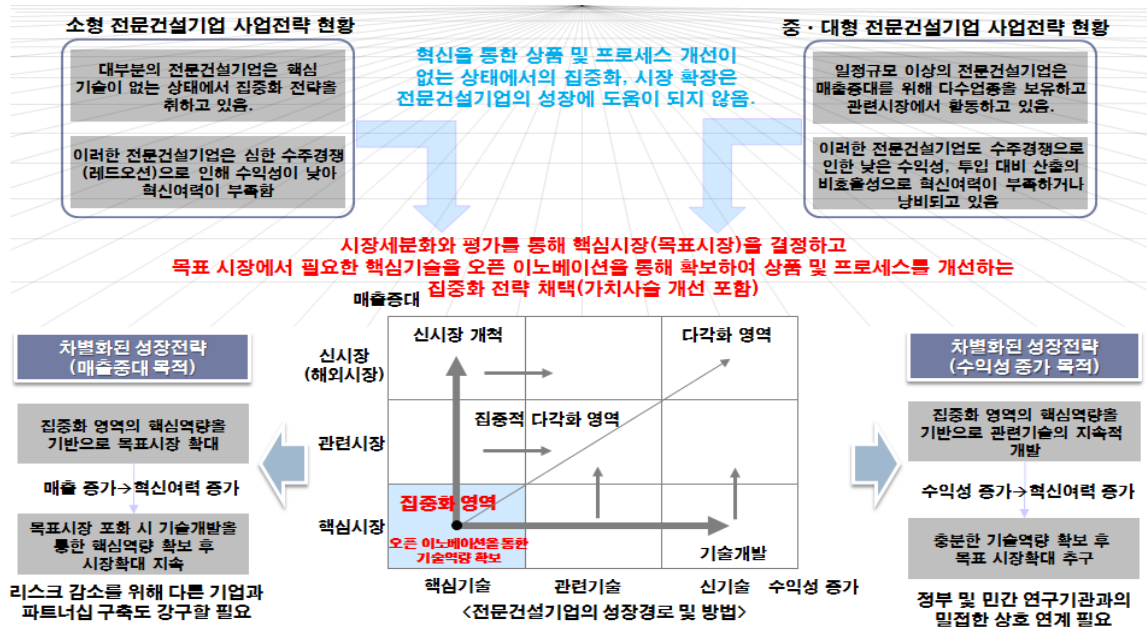 소형 전문건설기업 사업전략 현황
대부분의 전문건설기업은 핵심
기술이 없는 상태에서 집중화 전략을
취하고 있음.
이러한 전문건설기업은 심한 수주경쟁
(레드오션)으로 인해 수익성이 낮아
혁신여력이 부족함
혁신을 통한 상품 및 프로세스 개선이
없는 상태에서의 집중화, 시장 확장은
전문건설기업의 성장에 도움이 되지 않음.
중 · 대형 전문건설기업 사업전략 현황
일정규모 이상의 전문건설기업은
매출증대를 위해 다수업종을 보유하고
관련시장에서 활동하고 있음.
이러한 전문건설기업도 수주경쟁으로
인한 낮은 수익성, 투입 대비 산출의
비효율성으로 혁신여력이 부족하거나
낭비되고 있음
시장세분화와 평가를 통해 핵심시장(목표시장)을 결정하고
목표 시장에서 필요한 핵심기술을 오픈 이노베이션을 통해 확보하여 상품 및 프로세스를 개선하는
집중화 전략 채택(가치사슬 개선 포함)
차별화된 성장전략
(매출증대 목적)
집중화 영역의 핵심역량을
기반으로 목표시장 확대
매출 증가→혁신여력 증가
목표시장 포화 시 기술개발을
통한 핵심역량 확보 후
시장확대 지속
리스크 감소를 위해 다른 기업과
파트너십 구축도 강구할 필요
매출증대
신시장
(해외시장)
관련시장
핵심시장
신시장 개척
다각화 영역
집중적 다각화 영역
집중화 영역
오픈 이노베이션을 통한
기술역량 확보
기술개발
핵심기술
관련기술
신기술
수익성 증가
<전문건설기업의 성장경로 및 방법>
차별화된 성장전략
(수익성 증가 목적)
집중화 영역의 핵심역량을
기반으로 관련기술의 지속적
개발
수익성 증가→혁신여력 증가
충분한 기술역량 확보 후
목표 시장확대 추구
정부 및 민간 연구기관과의
밀접한 상호 연계 필요